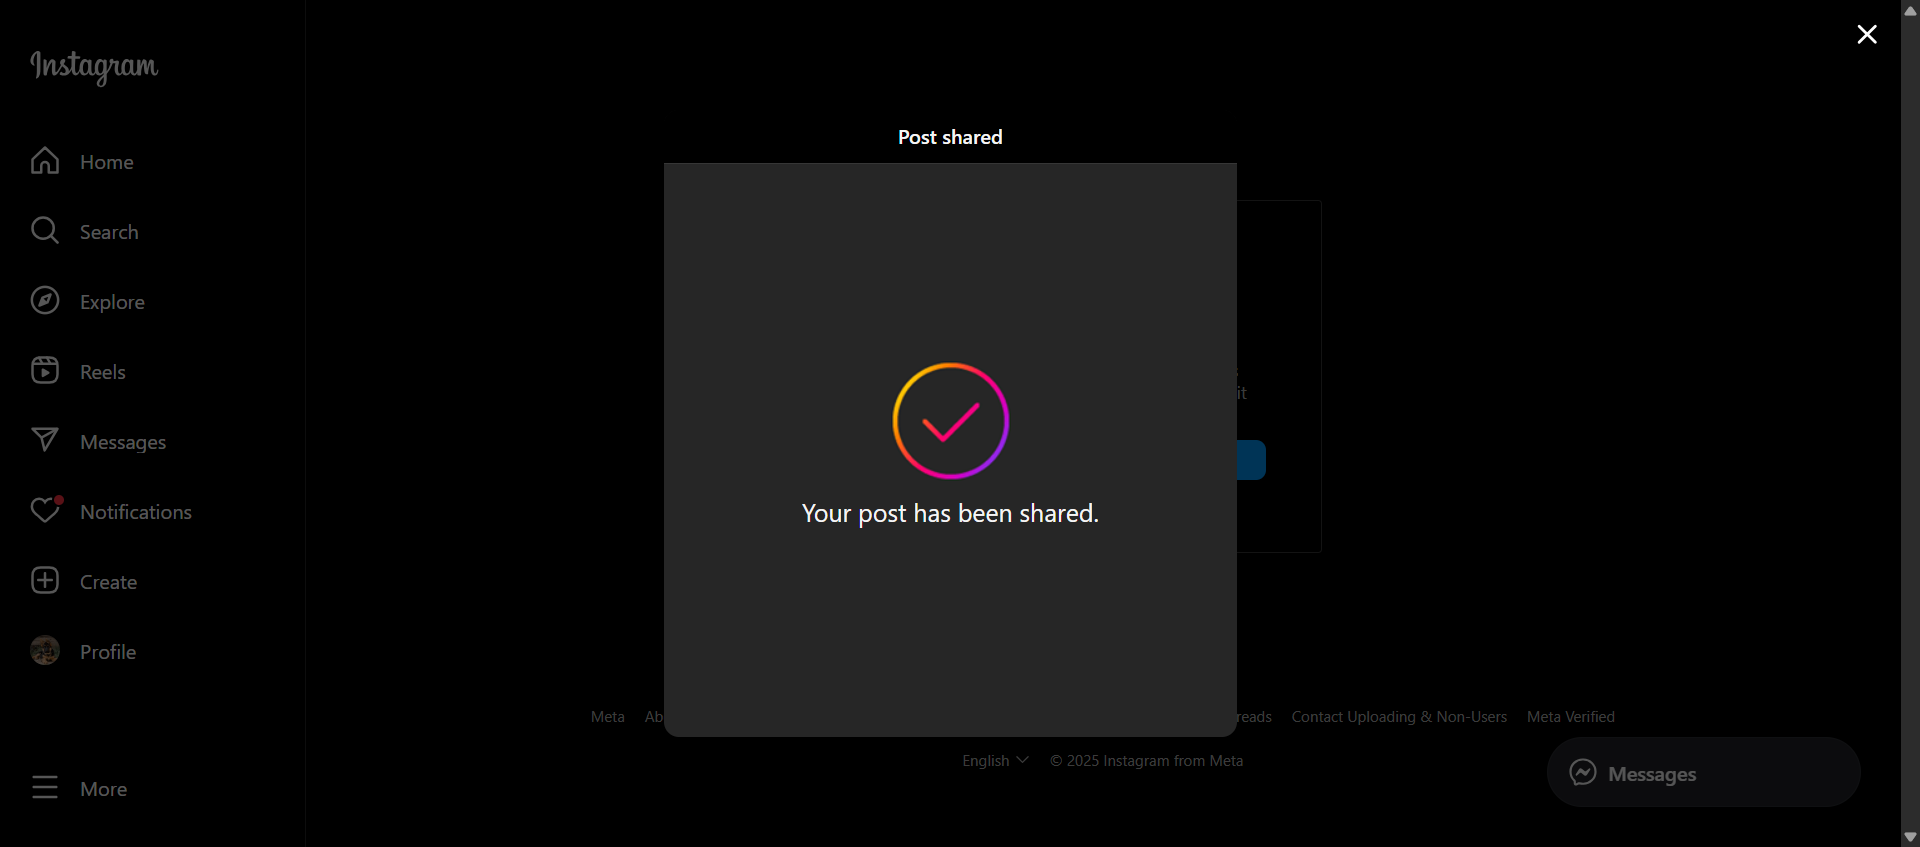 Instagram
Home
Search
Explore
Reels
Messages
Notifications
Create
Profile
More
Post shared
Your post has been shared.
it
Meta Ab reads Contact Uploading & Non-Users Meta Verified
English © 2025 Instagram from Meta
Messages